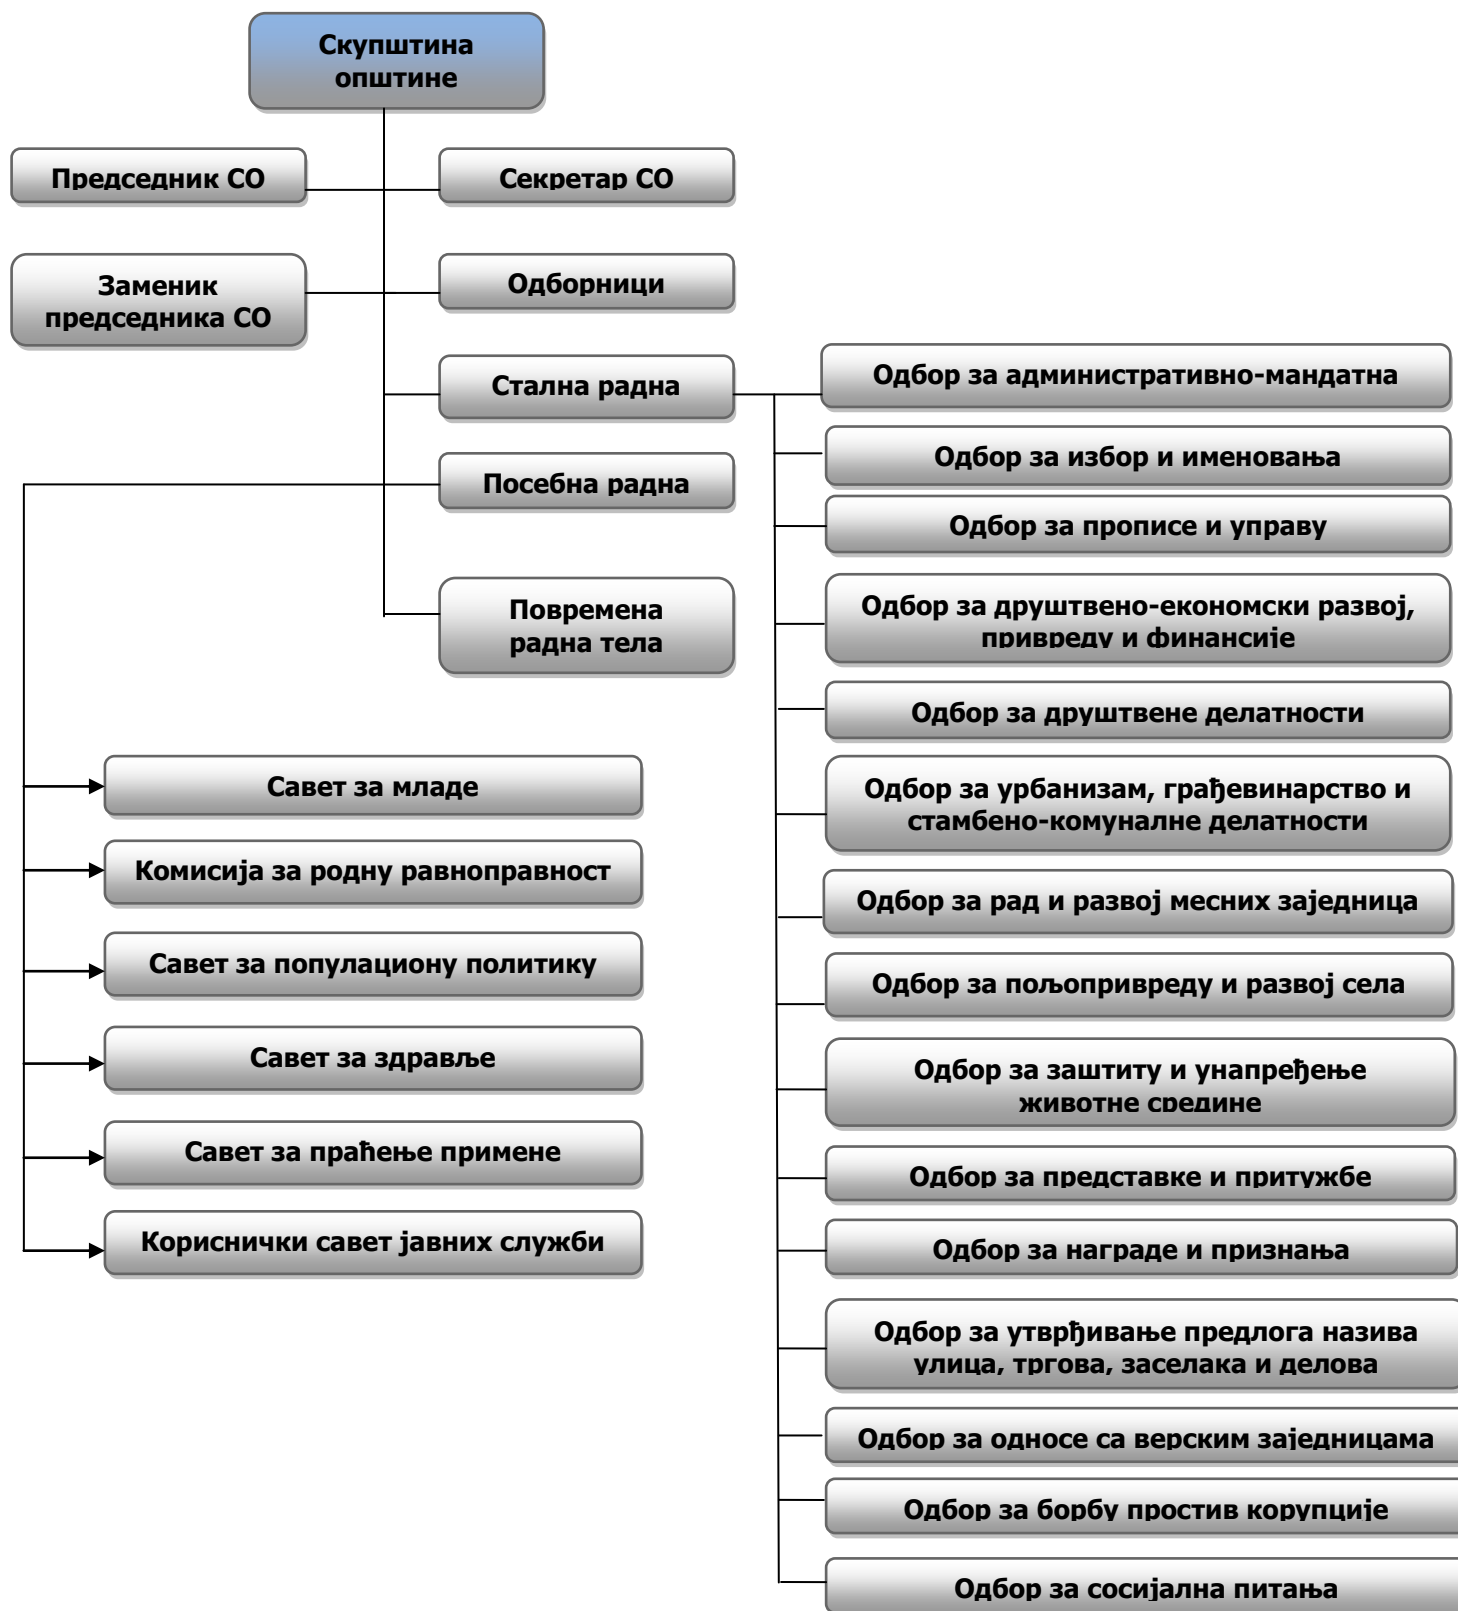 Скупштина
општине
Председник СО
Секретар СО
Заменик
председника СО
Одборници
Стална радна
Посебна радна
Повремена
радна тела
Одбор за административно-мандатна
Одбор за избор и именовања
Одбор за прописе и управу
Одбор за друштвено-економски развој,
привреду и финансије
Одбор за друштвене делатности
Одбор за урбанизам, грађевинарство и
стамбено-комуналне делатности
Одбор за рад и развој месних заједница
Одбор за пољопривреду и развој села
Одбор за заштиту и унапређење
животне средине
Одбор за представке и притужбе
Одбор за награде и признања
Одбор за утврђивање предлога назива
улица, тргова, заселака и делова
Одбор за односе са верским заједницама
Одбор за борбу простив корупције
Одбор за сосијална питања
Савет за младе
Комисија за родну равноправност
Савет за популациону политику
Савет за здравље
Савет за праћење примене
Кориснички савет јавних служби